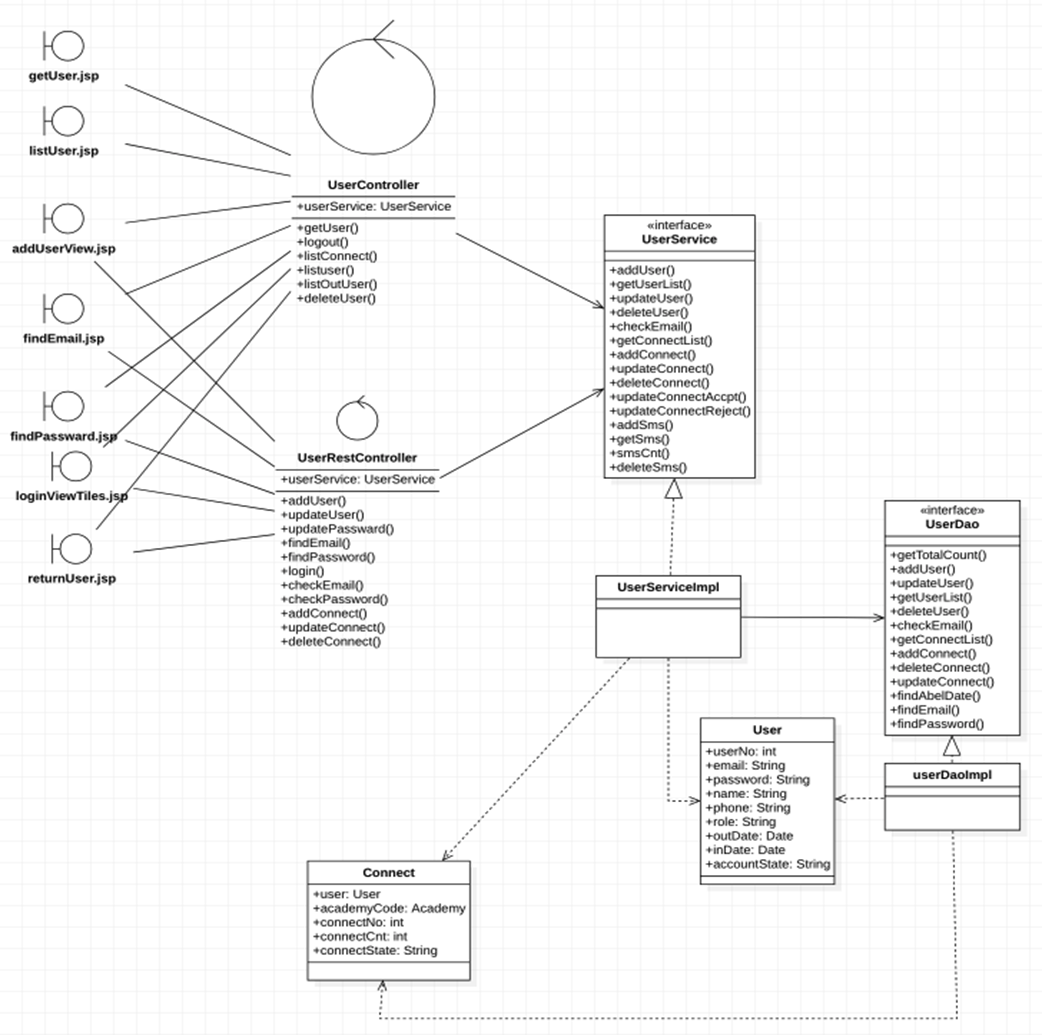 getUser.jsp
listUser.jsp
addUserView.jsp
findEmail.jsp
findPassward.jsp
loginViewTiles.jsp
returnUser.jsp
UserController
+userService: UserService
+getUser()
+logout()
+listConnect()
+listuser()
+listOutUser()
+deleteUser()
UserRestController
+userService: UserService
+addUser()
+updateUser()
+updatePassward()
+findEmail()
+findPassword()
+login()
+checkEmail()
+checkPassword()
+addConnect()
+updateConnect()
+deleteConnect()
«interface»
UserService
+addUser()
+getUserList()
+updateUser()
+deleteUser()
+checkEmail()
+getConnectList()
+addConnect()
+updateConnect()
+deleteConnect()
+updateConnectAccpt()
+updateConnectReject()
+addSms()
+getSms()
+smsCnt()
+deleteSms()
UserServiceImpl
«interface»
UserDao
+getTotalCount()
+addUser()
+updateUser()
+getUserList()
+deleteUser()
+checkEmail()
+getConnectList()
+addConnect()
+deleteConnect()
+updateConnect()
+findAbelDate()
+findEmail()
+findPassword()
userDaoImpl
User
+userNo: int
+email: String
+password: String
+name: String
+phone: String
+role: String
+outDate: Date
+inDate: Date
+accountState: String
Connect
+user: User
+academyCode: Academy
+connectNo: int
+connectCnt: int
+connectState: String